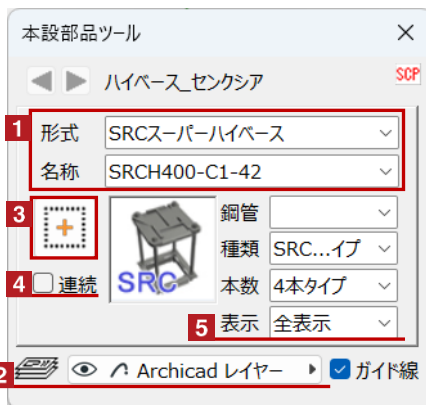 本設部品ツール
ハイベース_センクシア SCP
1 形式 SRCスーパーハイベース
名称 SRCH400-C1-42
3 鋼管
種類 SRC...イプ
4 連続 SRC 本数 4本タイプ
5 表示 全表示
2 Archicad レイヤー ガイド線